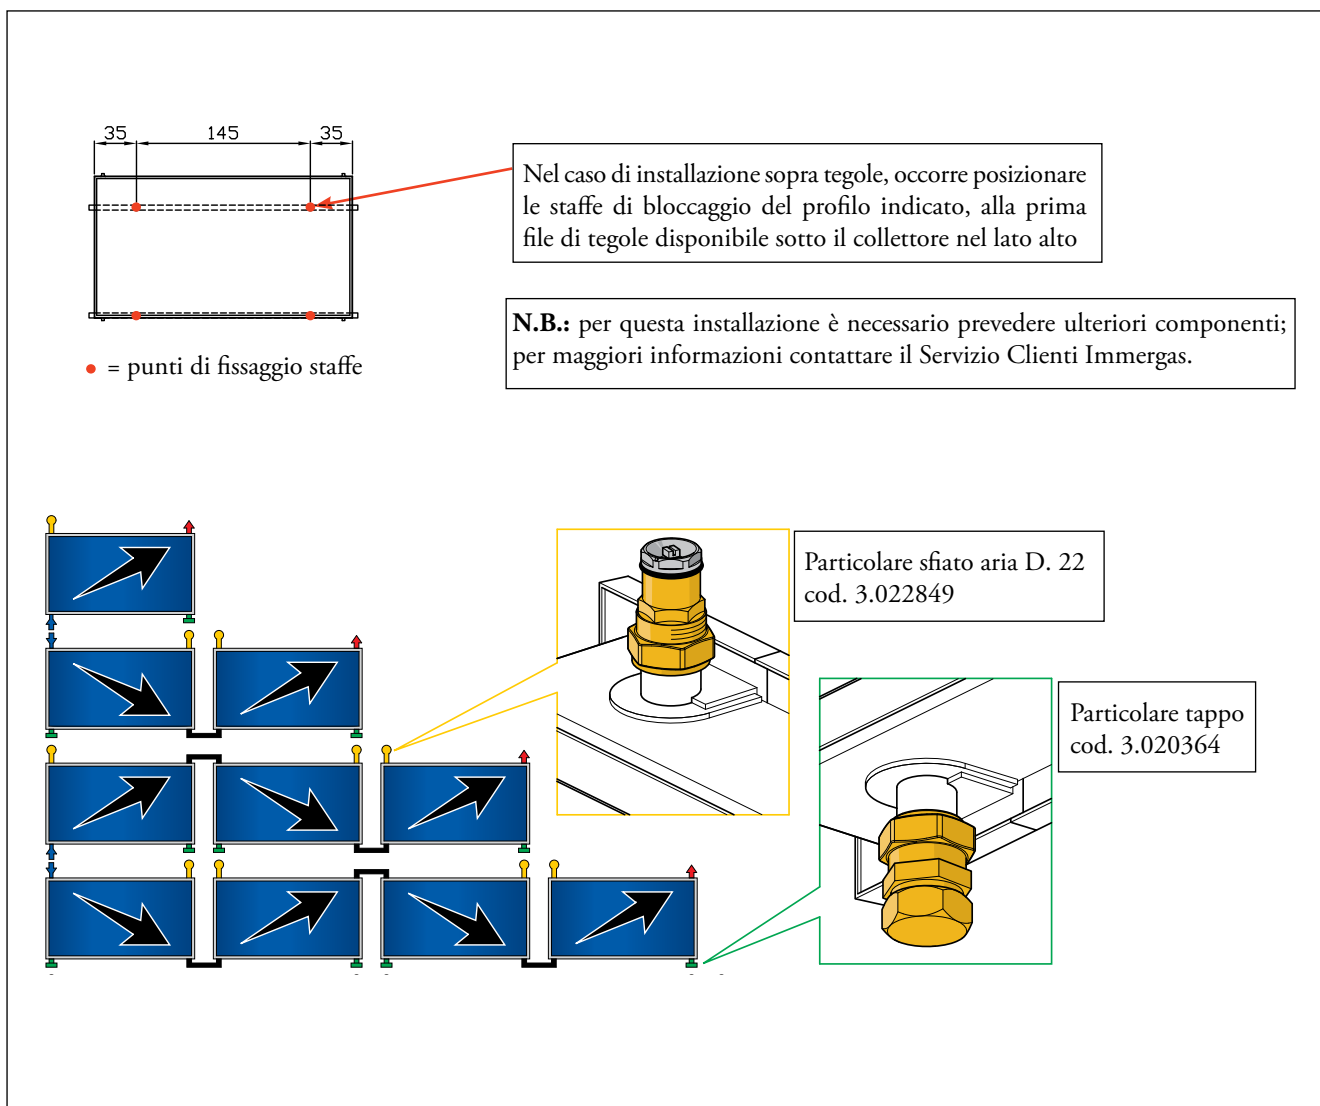 35 145 35
Nel caso di installazione sopra tegole, occorre posizionare
le staffe di bloccaggio del profilo indicato, alla prima
file di tegole disponibile sotto il collettore nel lato alto
N.B.: per questa installazione è necessario prevedere ulteriori componenti;
per maggiori informazioni contattare il Servizio Clienti Immergas.
= punti di fissaggio staffe
Particolare sfiato aria D. 22
cod. 3.022849
Particolare tappo
cod. 3.020364